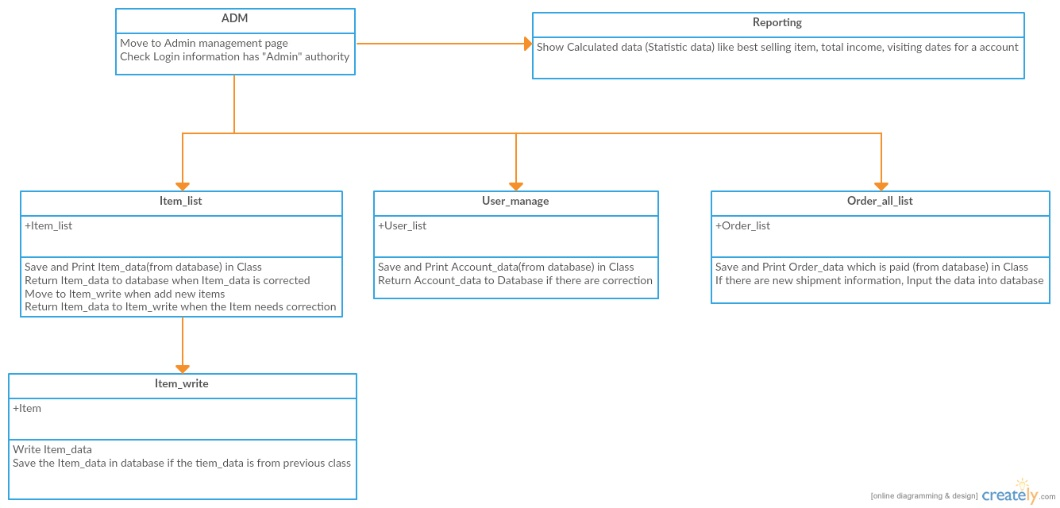 ADM
Move to Admin management page
Check Login information has "Admin" authority
Reporting
Show Calculated data (Statistic data) like best selling item, total income, visiting dates for a account
Item_list
+Item_list
Save and Print Item_data(from database) in Class
Return Item_data to database when Item_data is corrected
Move to Item_write when add new items
Return Item_data to Item_write when the Item needs correction
User_manage
+User_list
Save and Print Account_data(from database) in Class
Return Account_data to Database if there are correction
Order_all_list
+Order_list
Save and Print Order_data which is paid (from database) in Class
If there are new shipment information, Input the data into database
Item_write
+Item
Write Item_data
Save the Item_data in database if the tiem_data is from previous class
[online diagramming & design] creately.com